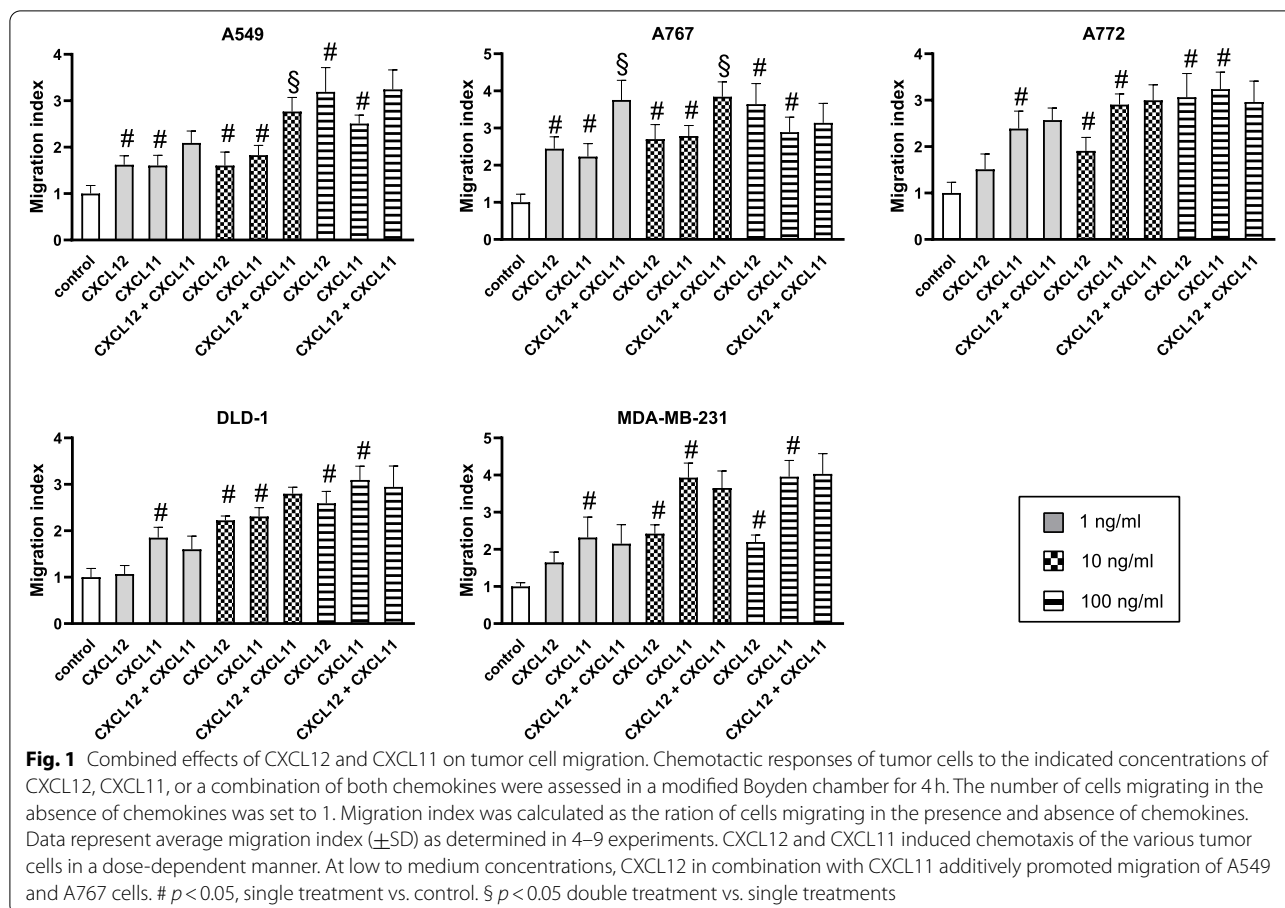 A549
Migration index
4
3
2
1
0
#
#
#
#
§
#
#
control
CXCL12
CXCL11
CXCL12 + CXCL11
CXCL12
CXCL11
CXCL12 + CXCL11
CXCL12
CXCL11
CXCL12 + CXCL11
A767
Migration index
5
4
3
2
1
0
#
#
§
#
#
§
#
#
control
CXCL12
CXCL11
CXCL12 + CXCL11
CXCL12
CXCL11
CXCL12 + CXCL11
CXCL12
CXCL11
CXCL12 + CXCL11
A772
Migration index
4
3
2
1
0
#
#
#
#
#
control
CXCL12
CXCL11
CXCL12 + CXCL11
CXCL12
CXCL11
CXCL12 + CXCL11
CXCL12
CXCL11
CXCL12 + CXCL11
DLD-1
Migration index
4
3
2
1
0
#
#
#
#
#
control
CXCL12
CXCL11
CXCL12 + CXCL11
CXCL12
CXCL11
CXCL12 + CXCL11
CXCL12
CXCL11
CXCL12 + CXCL11
MDA-MB-231
Migration index
5
4
3
2
1
0
#
#
#
#
#
control
CXCL12
CXCL11
CXCL12 + CXCL11
CXCL12
CXCL11
CXCL12 + CXCL11
CXCL12
CXCL11
CXCL12 + CXCL11
1 ng/ml
10 ng/ml
100 ng/ml
Fig. 1 Combined effects of CXCL12 and CXCL11 on tumor cell migration. Chemotactic responses of tumor cells to the indicated concentrations of
CXCL12, CXCL11, or a combination of both chemokines were assessed in a modified Boyden chamber for 4 h. The number of cells migrating in the
absence of chemokines was set to 1. Migration index was calculated as the ration of cells migrating in the presence and absence of chemokines.
Data represent average migration index (±SD) as determined in 4–9 experiments. CXCL12 and CXCL11 induced chemotaxis of the various tumor
cells in a dose-dependent manner. At low to medium concentrations, CXCL12 in combination with CXCL11 additively promoted migration of A549
and A767 cells. # p < 0.05, single treatment vs. control. § p < 0.05 double treatment vs. single treatments